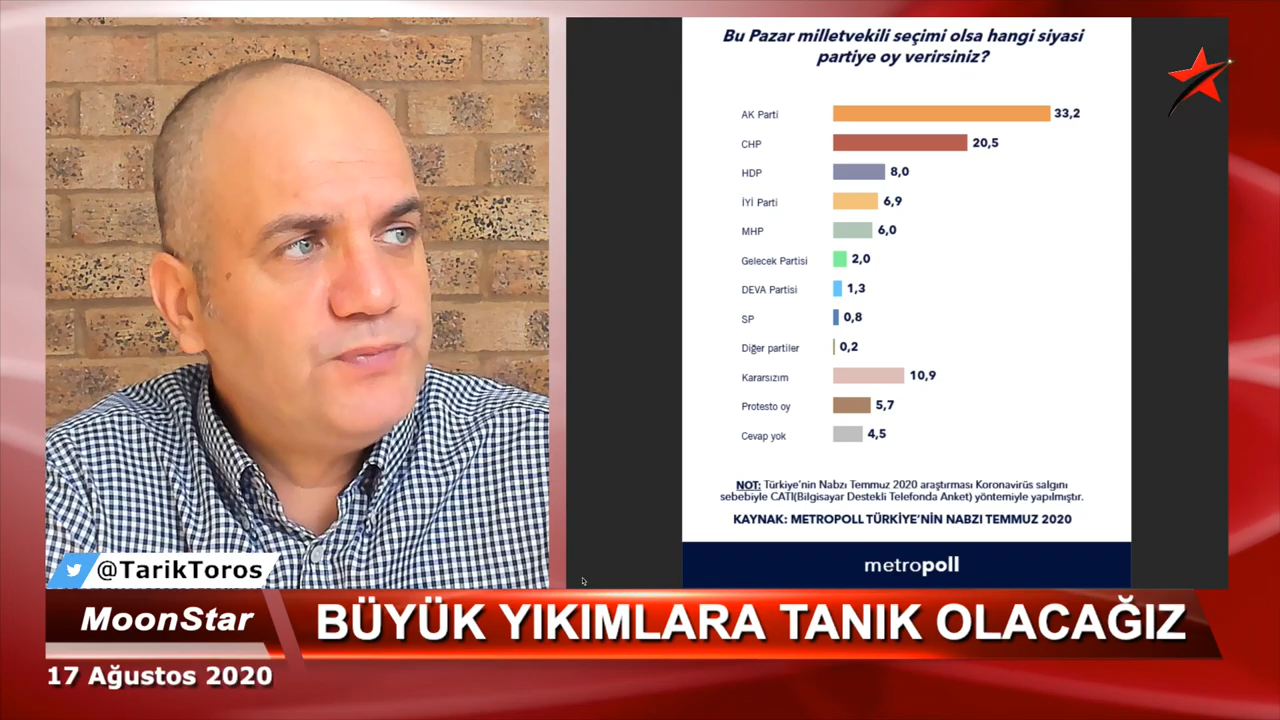 Bu Pazar milletvekili seçimi olsa hangi siyasi
partiye oy verirsiniz?
AK Parti 33,2
CHP 20,5
HDP 8,0
İYİ Parti 6,9
MHP 6,0
Gelecek Partisi 2,0
DEVA Partisi 1,3
SP 0,8
Diğer partiler 0,2
Kararsızım 10,9
Protesto oy 5,7
Cevap yok 4,5
NOT: Türkiye'nin Nabzı Temmuz 2020 araştırması Koronavirüs salgını
sebebiyle CATI(Bilgisayar Destekli Telefonda Anket) yöntemiyle yapılmıştır.
KAYNAK: METROPOLL TÜRKİYE'NİN NABZI TEMMUZ 2020
metropoll
@TarikToros
MoonStar
BÜYÜK YIKIMLARA TANIK OLACAĞIZ
17 Ağustos 2020